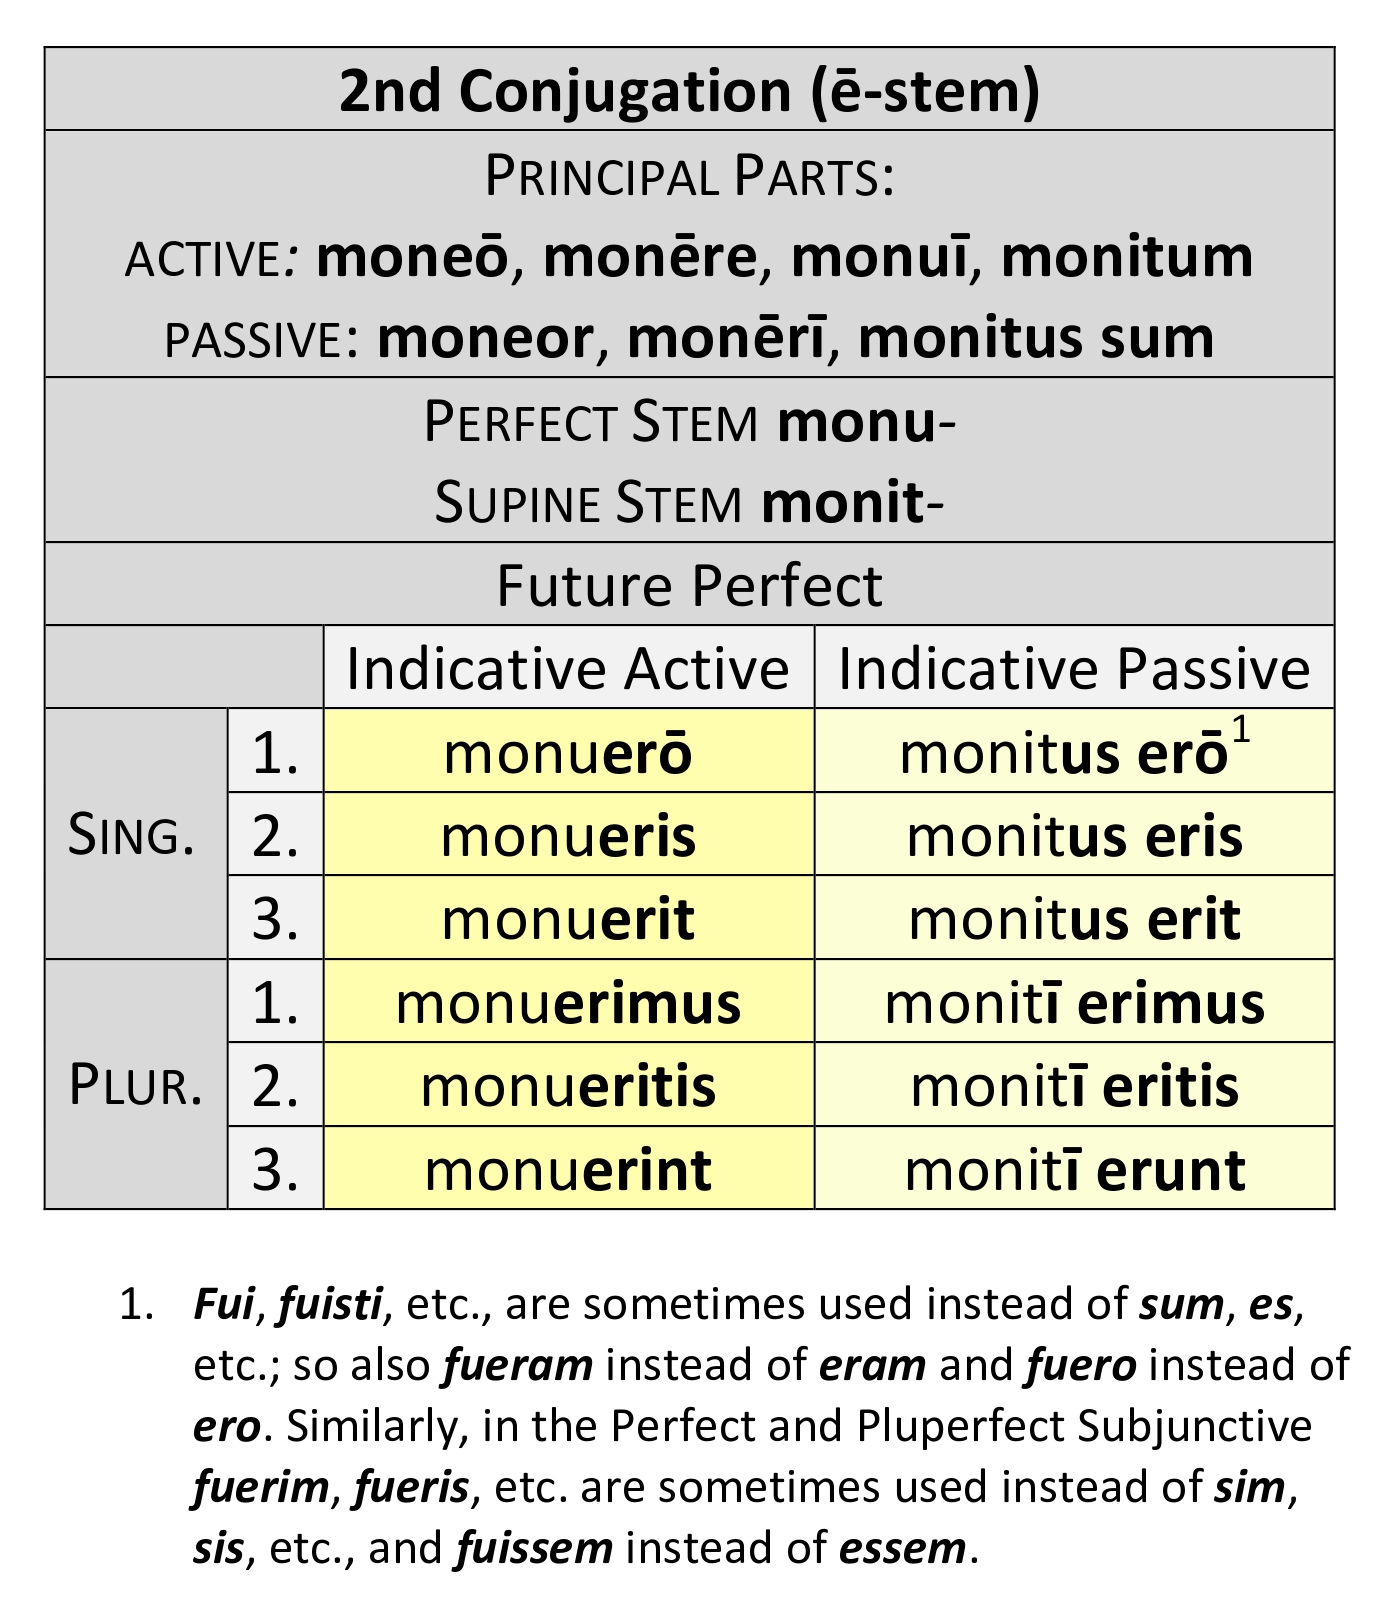 2nd Conjugation (ē-stem)
PRINCIPAL PARTS:
ACTIVE: moneō, monēre, monuī, monitum
PASSIVE: moneor, monērī, monitus sum
PERFECT STEM monu-
SUPINE STEM monit-
Future Perfect
Indicative Active Indicative Passive
SING.
1. monuerō monitus erō¹
2. monueris monitus eris
3. monuerit monitus erit
PLUR.
1. monuerimus monitī erimus
2. monueritis monitī eritis
3. monuerint monitī erunt
1. Fui, fuisti, etc., are sometimes used instead of sum, es,
etc.; so also fueram instead of eram and fuero instead of
ero. Similarly, in the Perfect and Pluperfect Subjunctive
fuerim, fueris, etc. are sometimes used instead of sim,
sis, etc., and fuissem instead of essem.